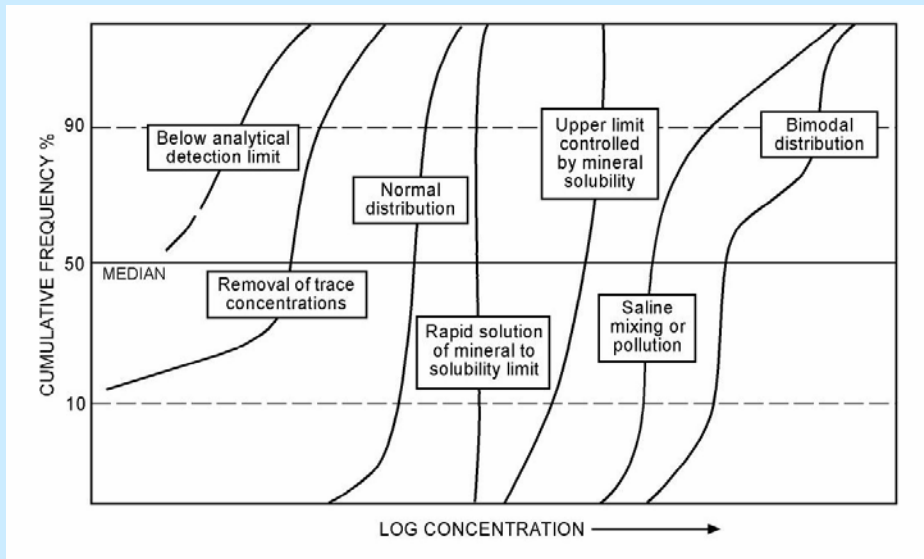 CUMULATIVE FREQUENCY %
90
50
10
MEDIAN
Below analytical
detection limit
Removal of trace
concentrations
Normal
distribution
Rapid solution
of mineral to
solubility limit
Upper limit
controlled
by mineral
solubility
Saline
mixing or
pollution
Bimodal
distribution
LOG CONCENTRATION